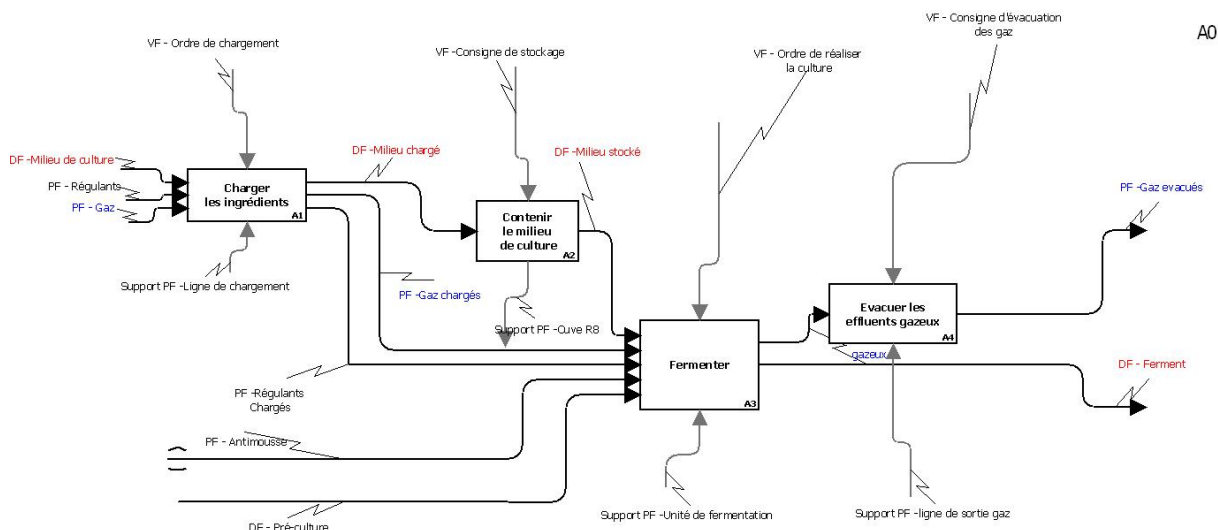 VF - Consigne d'évacuation
des gaz
A0
VF - Ordre de chargement
VF -Consigne de stockage
VF - Ordre de réaliser
la culture
DF -Milieu de culture
DF -Milieu chargé
DF -Milieu stocké
PF - Régulants
PF - Gaz
Charger
les ingrédients
A1
PF -Gaz evacués
Contenir
le milieu
de culture
A2
Support PF -Ligne de chargement
PF -Gaz chargés
Support PF -Cuve R8
Evacuer les
effluents gazeux
A4
gazeux
Fermenter
A3
DF - Ferment
PF -Régulants
Chargés
PF - Antimousse
DF - Pré-culture
Support PF -Unité de fermentation
Support PF -ligne de sortie gaz